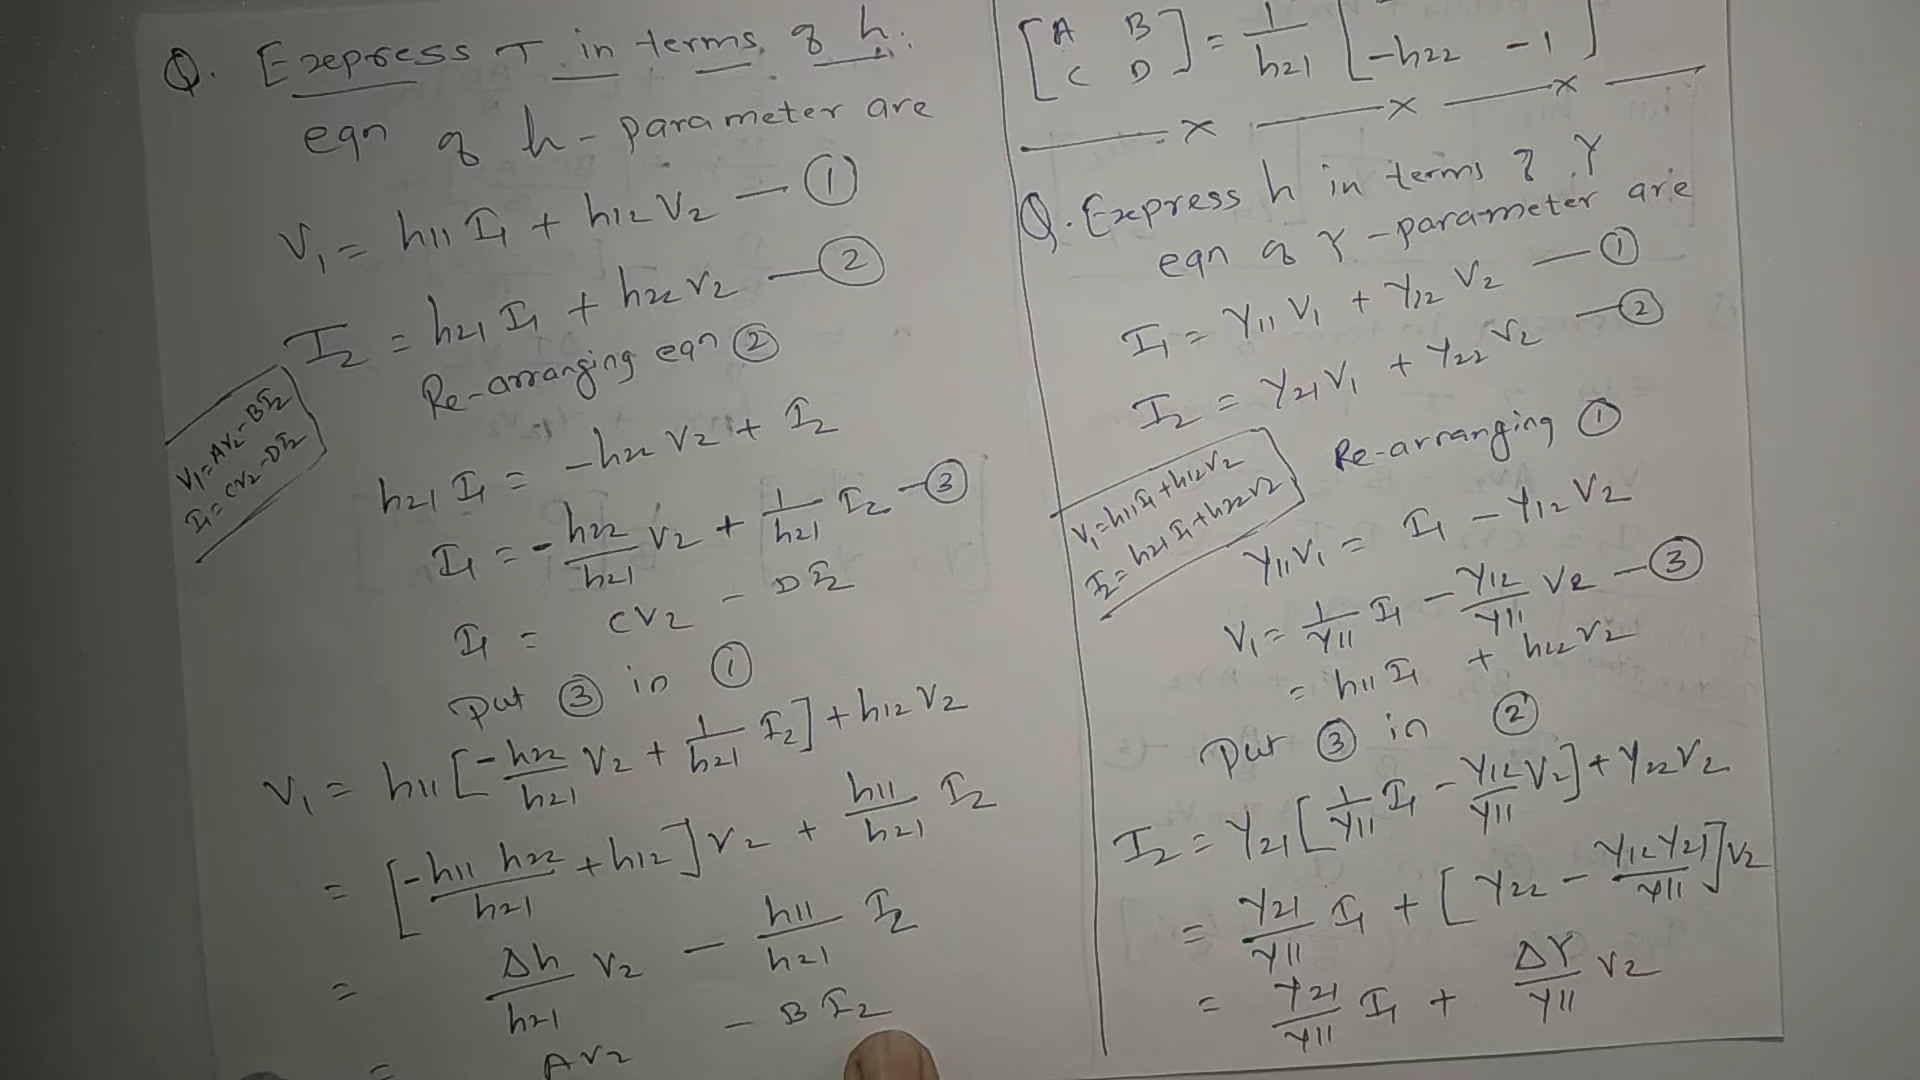 Q. Express T in terms of h.
eqn of h-parameter are
V1 = h11 I1 + h12 V2 — ①
I2 = h21 I1 + h22 V2 — ②
Re-arranging eqn ②
V1 = AV2 - BI2
I1 = CV2 - DI2
h21 I1 = -h22 V2 + I2
I1 = - h22/h21 V2 + 1/h21 I2 — ③
I1 = CV2 - DI2
Put ③ in ①
V1 = h11 [-h22/h21 V2 + 1/h21 I2] + h12 V2
= [-h11 h22/h21 + h12] V2 + h11/h21 I2
= Δh/h21 V2 - h11/h21 I2
= AV2 - BI2
[A B
C D] = 1/h21 [
-h22 -1]
Q. Express h in terms of Y
eqn of Y-parameter are
I1 = Y11 V1 + Y12 V2 — ①
I2 = Y21 V1 + Y22 V2 — ②
Re-arranging ①
V1 = h11 I1 + h12 V2
I2 = h21 I1 + h22 V2
Y11 V1 = I1 - Y12 V2
V1 = 1/Y11 I1 - Y12/Y11 V2 — ③
= h11 I1 + h22 V2
Put ③ in ②
I2 = Y21 [1/Y11 I1 - Y12/Y11 V2] + Y22 V2
= Y21/Y11 I1 + [Y22 - Y12 Y21/Y11] V2
= Y21/Y11 I1 + ΔY/Y11 V2